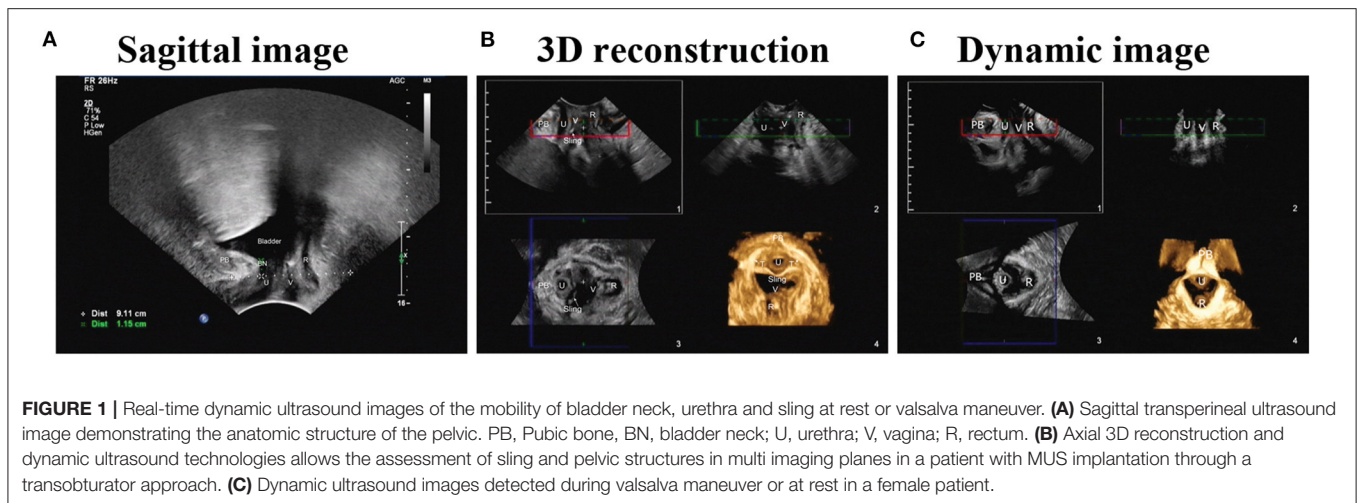 A Sagittal image
FR 26Hz
RS
2D
71%
C 54
P Low
HGen
AGC
M3
Bladder
PB
BN
R
U
V
x
16
Dist 9.11 cm
Dist 1.15 cm
B 3D reconstruction
PB U V R
Sling
1
U V R
2
PB U V R
Sling
3
PB
T U T
Sling
V
R
4
C Dynamic image
PB U V R
1
U V R
2
PB U R
3
PB
U
R
4
FIGURE 1 | Real-time dynamic ultrasound images of the mobility of bladder neck, urethra and sling at rest or valsalva maneuver. (A) Sagittal transperineal ultrasound
image demonstrating the anatomic structure of the pelvic. PB, Pubic bone, BN, bladder neck; U, urethra; V, vagina; R, rectum. (B) Axial 3D reconstruction and
dynamic ultrasound technologies allows the assessment of sling and pelvic structures in multi imaging planes in a patient with MUS implantation through a
transobturator approach. (C) Dynamic ultrasound images detected during valsalva maneuver or at rest in a female patient.